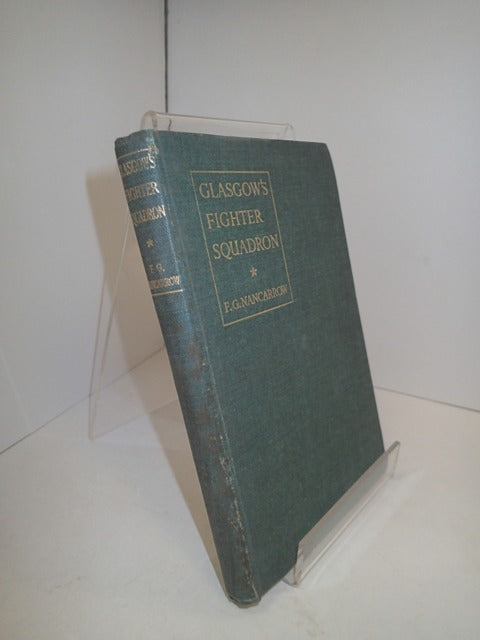 GLASGOW'S
FIGHTER
SQUADRON
*
F.G.NANCARROW
GLASGOW'S
FIGHTER
SQUADRON
*
F. G.
NANCARROW